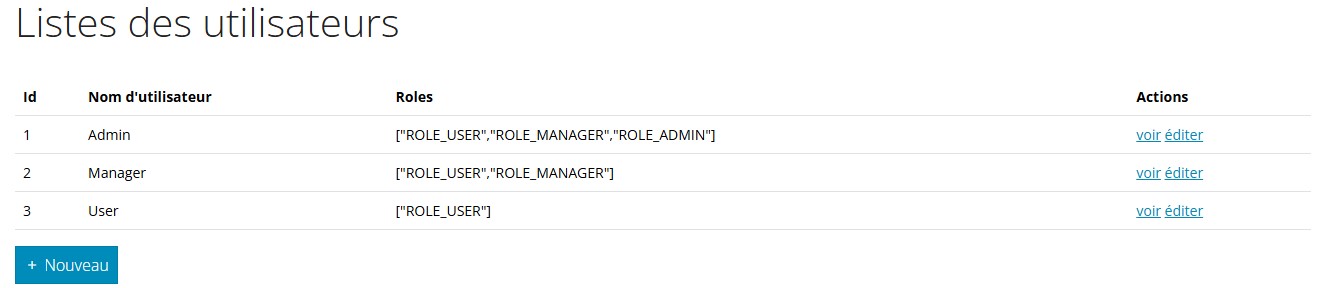 Listes des utilisateurs
Id Nom d'utilisateur Roles Actions
1 Admin ["ROLE_USER","ROLE_MANAGER","ROLE_ADMIN"] voir éditer
2 Manager ["ROLE_USER","ROLE_MANAGER"] voir éditer
3 User ["ROLE_USER"] voir éditer
+ Nouveau